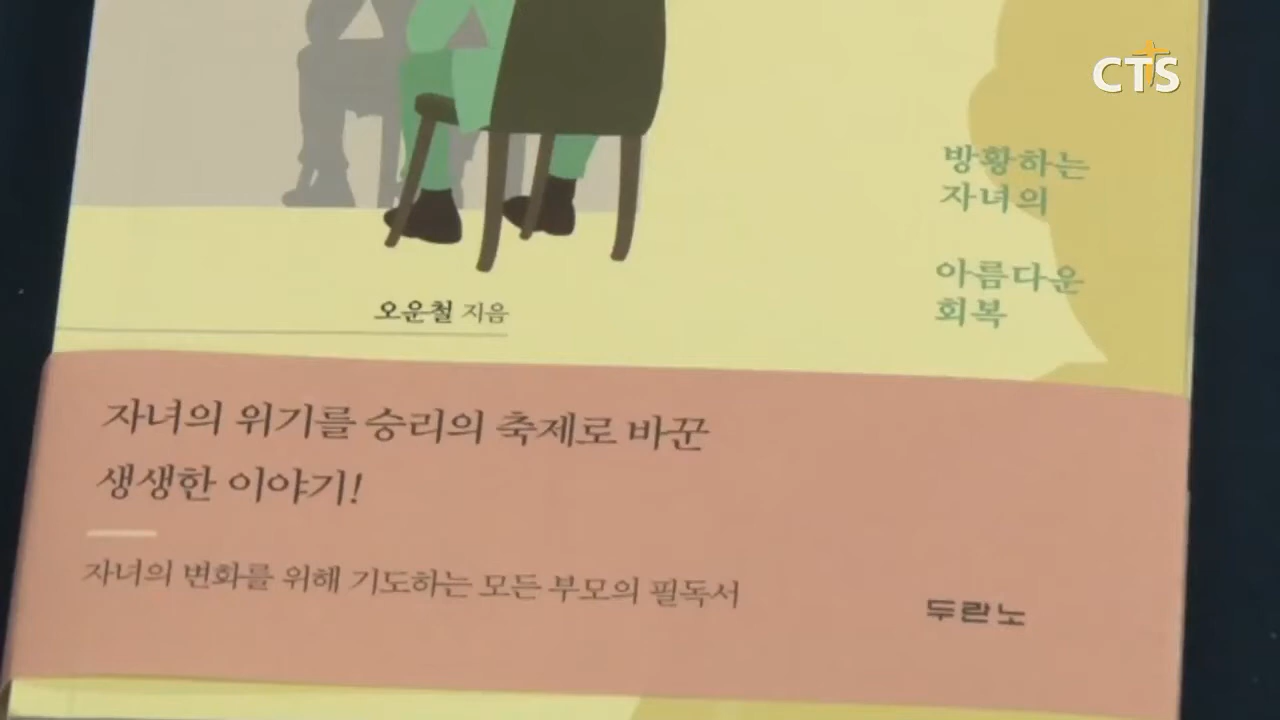 CTS
방황하는
자녀의
아름다운
회복
오운철 지음
자녀의 위기를 승리의 축제로 바꾼
생생한 이야기!
자녀의 변화를 위해 기도하는 모든 부모의 필독서
두란노